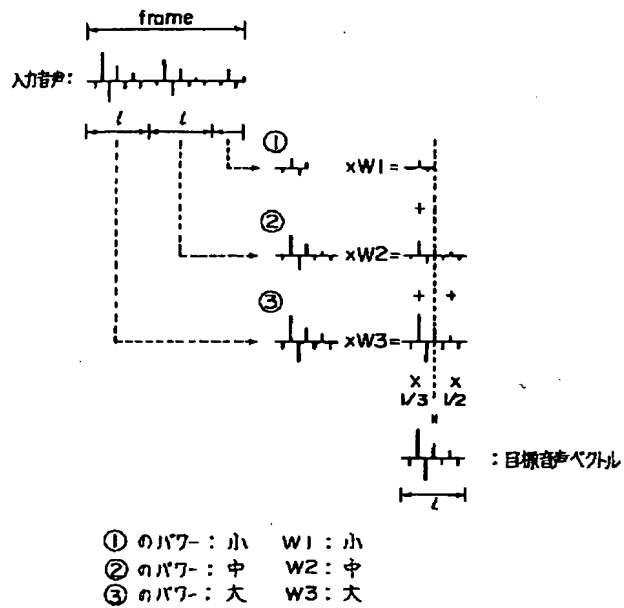 frame
入力音声:
l l
①
xW1=
+
②
xW2=
+ +
③
xW3=
x x
1/3 1/2
=
:目標音声ベクトル
l
①のパワー: 小 W1: 小
②のパワー: 中 W2: 中
③のパワー: 大 W3: 大